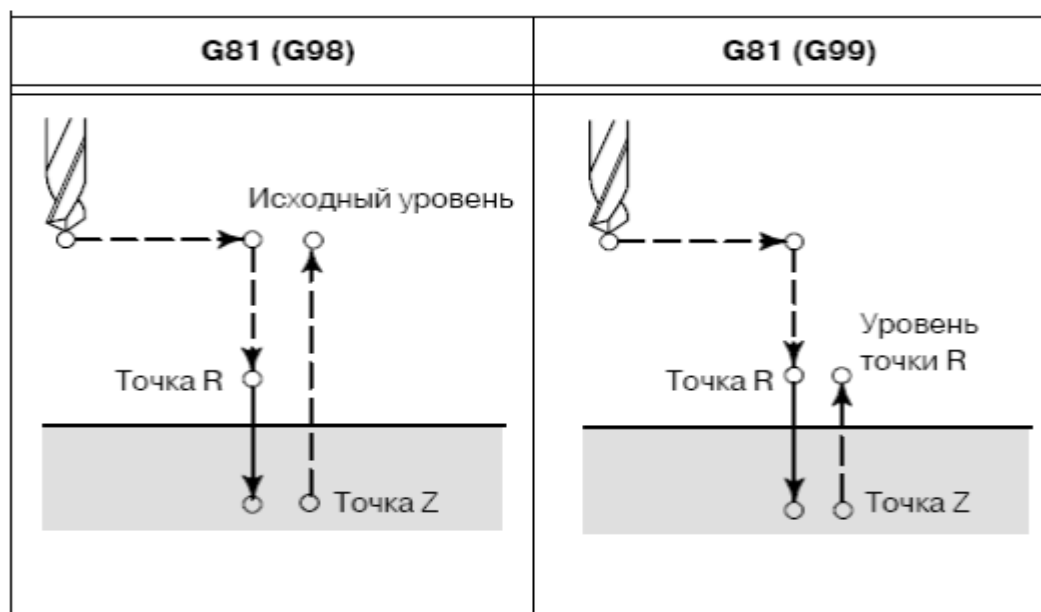 G81 (G98)
G81 (G99)
Исходный уровень
Точка R
Точка Z
Уровень
точки R
Точка R
Точка Z